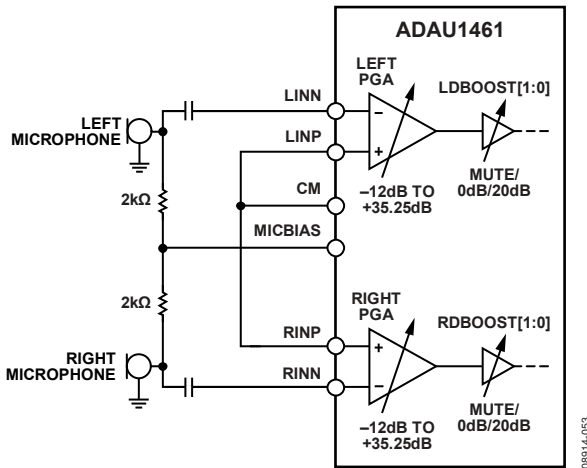 ADAU1461
LEFT
PGA
LDBOOST[1:0]
LINN
LEFT
MICROPHONE
LINP
2kΩ
CM
–12dB TO
+35.25dB
MUTE/
0dB/20dB
MICBIAS
2kΩ
RIGHT
PGA
RDBOOST[1:0]
RINP
RIGHT
MICROPHONE
RINN
–12dB TO
+35.25dB
MUTE/
0dB/20dB
08914-053